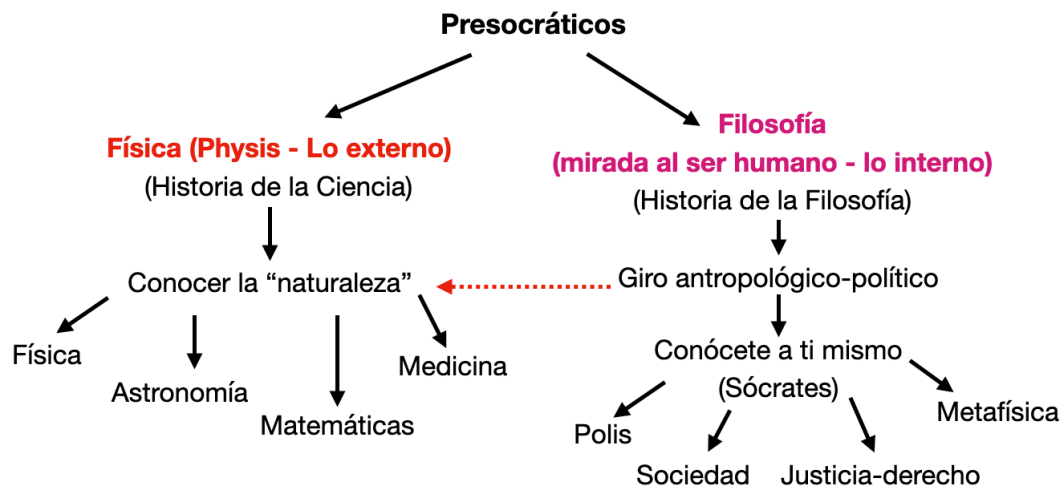 Presocráticos
Física (Physis - Lo externo)
(Historia de la Ciencia)
Filosofía
(mirada al ser humano - lo interno)
(Historia de la Filosofía)
Conocer la “naturaleza”
Giro antropológico-político
Física
Astronomía
Matemáticas
Medicina
Conócete a ti mismo
(Sócrates)
Polis
Sociedad
Justicia-derecho
Metafísica